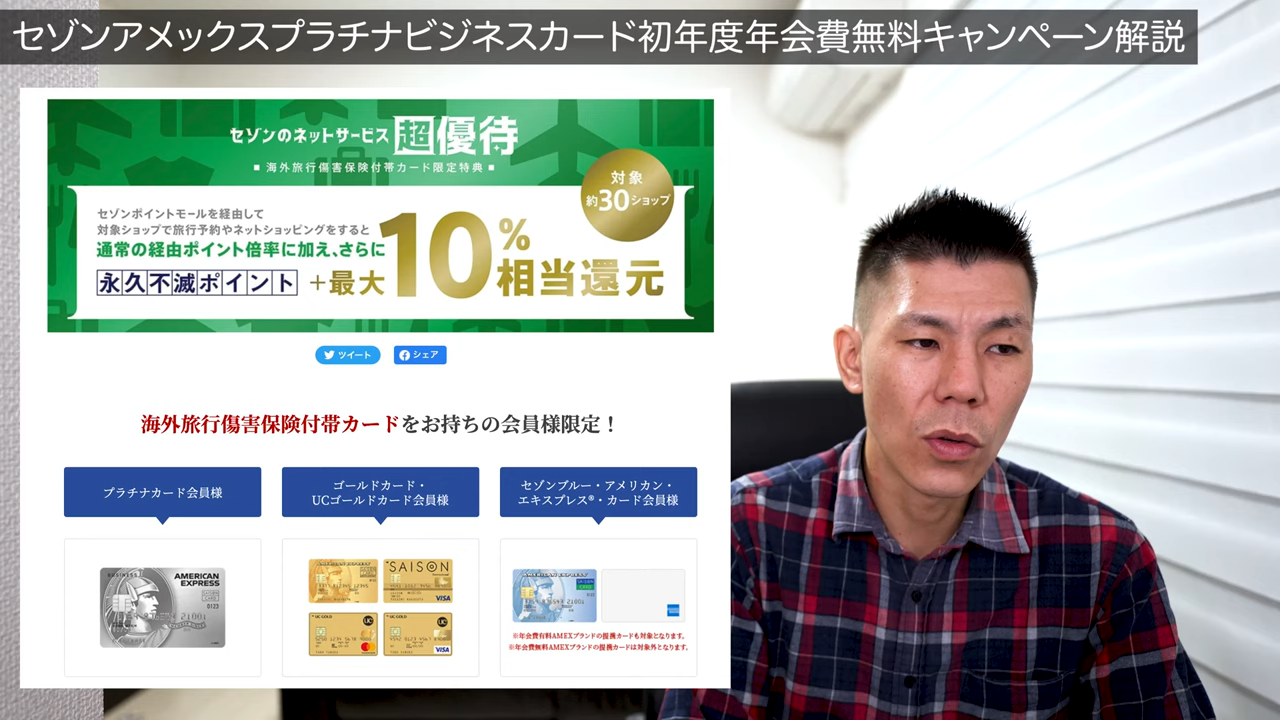 セゾンアメックスプラチナビジネスカード初年度年会費無料キャンペーン解説
セゾンのネットサービス超優待
■ 海外旅行傷害保険付帯カード限定特典 ■
対象
約30ショップ
セゾンポイントモールを経由して
対象ショップで旅行予約やネットショッピングをすると
通常の経由ポイント倍率に加え、さらに
永久不滅ポイント +最大10%相当還元
ツイート シェア
海外旅行傷害保険付帯カードをお持ちの会員様限定！
プラチナカード会員様
ゴールドカード・
UCゴールドカード会員様
セゾンブルー・アメリカン・
エキスプレス®・カード会員様
BUSINESS
AMERICAN
EXPRESS
0123
SAISON
VISA
UC GOLD
UC
UC GOLD
UC
VISA
※年会費有料AMEXブランドの提携カードも対象となります。
※年会費無料AMEXブランドの提携カードは対象外となります。